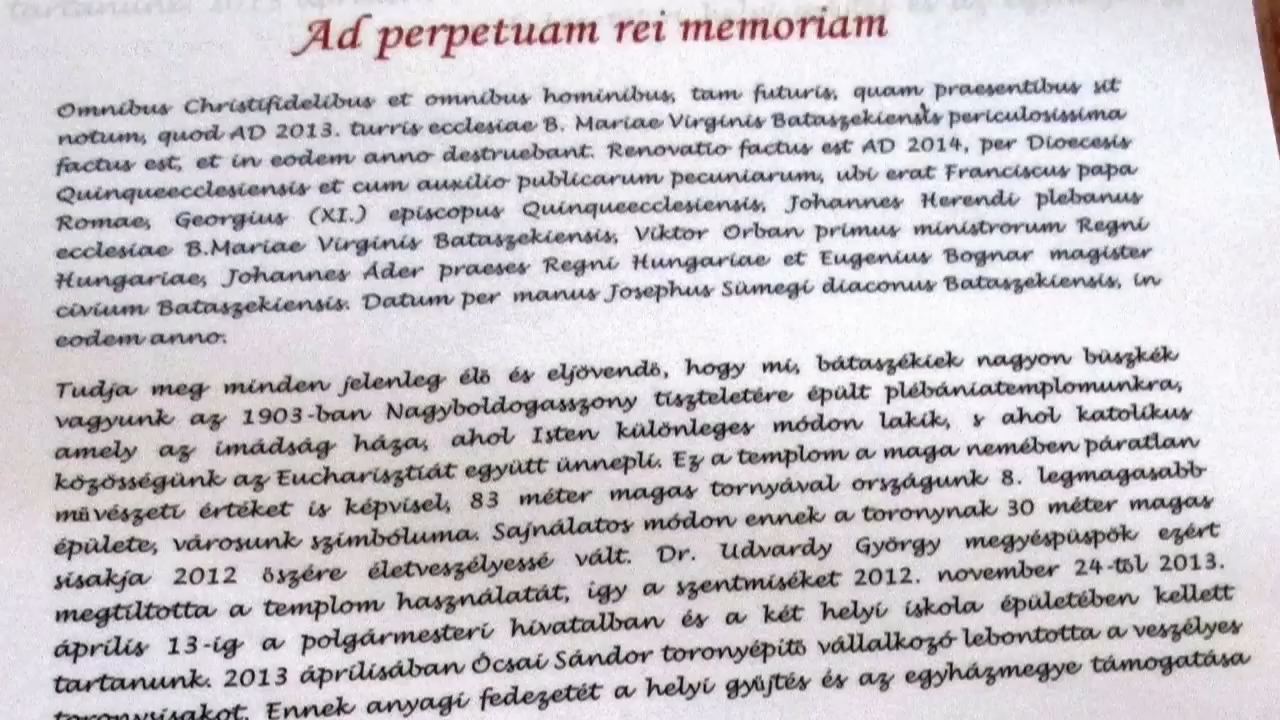 Ad perpetuam rei memoriam
Omnibus Christifidelibus et omnibus hominibus, tam futuris, quam praesentibus sit
notum, quod AD 2013. turris ecclesiae B. Mariae Virginis Bataszekiensis periculosissima
factus est, et in eodem anno destruebant. Renovatio factus est AD 2014, per Dioecesis
Quinqueecclesiensis et cum auxilio publicarum pecuniarum, ubi erat Franciscus papa
Romae, Georgius (XI.) episcopus Quinqueecclesiensis, Johannes Herendi plebanus
ecclesiae B.Mariae Virginis Bataszekiensis, Viktor Orban primus ministrorum Regni
Hungariae, Johannes Áder praeses Regni Hungariae et Eugenius Bognar magister
civium Bataszekiensis. Datum per manus Josephus Sümegi diaconus Bataszekiensis, in
eodem anno.
Tudja meg minden jelenleg élő és eljövendő, hogy mi, bátaszékiek nagyon büszkék
vagyunk az 1903-ban Nagyboldogasszony tiszteletére épült plébániatemplomunkra,
amely az imádság háza, ahol Isten különleges módon lakik, s ahol katolikus
közösségünk az Eucharisztiát együtt ünnepli. Ez a templom a maga nemében páratlan
művészeti értéket is képvisel, 83 méter magas tornyával országunk 8. legmagasabb
épülete, városunk szimbóluma. Sajnálatos módon ennek a toronynak 30 méter magas
sisakja 2012 őszére életveszélyessé vált. Dr. Udvardy György megyéspüspök ezért
megtiltotta a templom használatát, így a szentmiséket 2012. november 24-től 2013.
április 13-ig a polgármesteri hivatalban és a két helyi iskola épületében kellett
tartanunk. 2013 áprilisában Ócsai Sándor toronyépítő vállalkozó lebontotta a veszélyes
toronysisakot. Ennek anyagi fedezetét a helyi gyűjtés és az egyházmegye támogatása